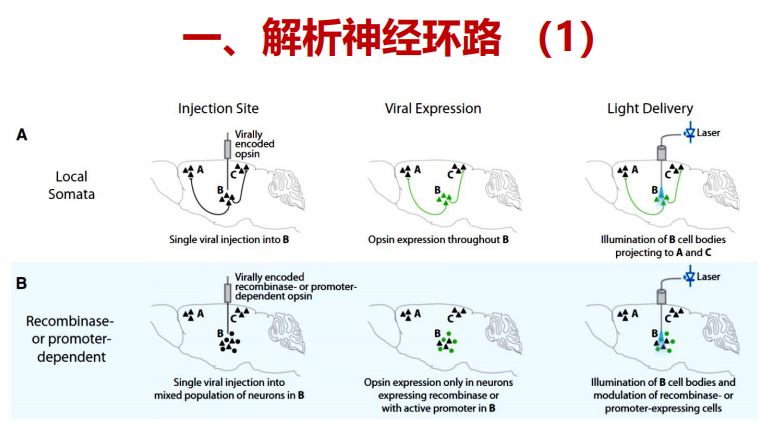 一、解析神经环路 （1）
Injection Site
Viral Expression
Light Delivery
A
Local
Somata
Virally
encoded
opsin
A
C
B
Single viral injection into B
A
C
B
Opsin expression throughout B
Laser
A
C
B
Illumination of B cell bodies
projecting to A and C
B
Recombinase-
or promoter-
dependent
Virally encoded
recombinase- or promoter-
dependent opsin
A
C
B
Single viral injection into
mixed population of neurons in B
A
C
B
Opsin expression only in neurons
expressing recombinase or
with active promoter in B
Laser
A
C
B
Illumination of B cell bodies and
modulation of recombinase- or
promoter-expressing cells